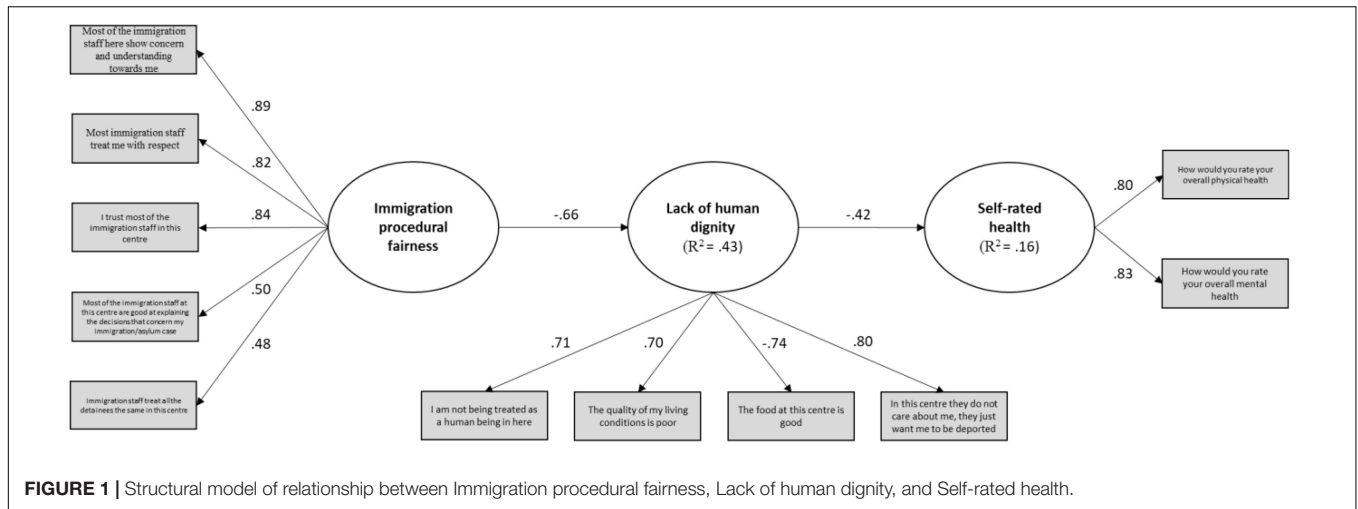 Most of the immigration
staff here show concern
and understanding
towards me
.89
Most immigration staff
treat me with respect
.82
I trust most of the
immigration staff in this
centre
.84
Most of the immigration staff at
this centre are good at explaining
the decisions that concern my
immigration/asylum case
.50
Immigration staff treat all the
detainees the same in this centre
.48
Immigration
procedural
fairness
-.66
Lack of human
dignity
(R² = .43)
-.42
Self-rated
health
(R² = .16)
.80
How would you rate your
overall physical health
.83
How would you rate
your overall mental
health
.71
I am not being treated as
a human being in here
.70
The quality of my living
conditions is poor
-.74
The food at this centre is
good
.80
In this centre they do not
care about me, they just
want me to be deported
FIGURE 1 | Structural model of relationship between Immigration procedural fairness, Lack of human dignity, and Self-rated health.